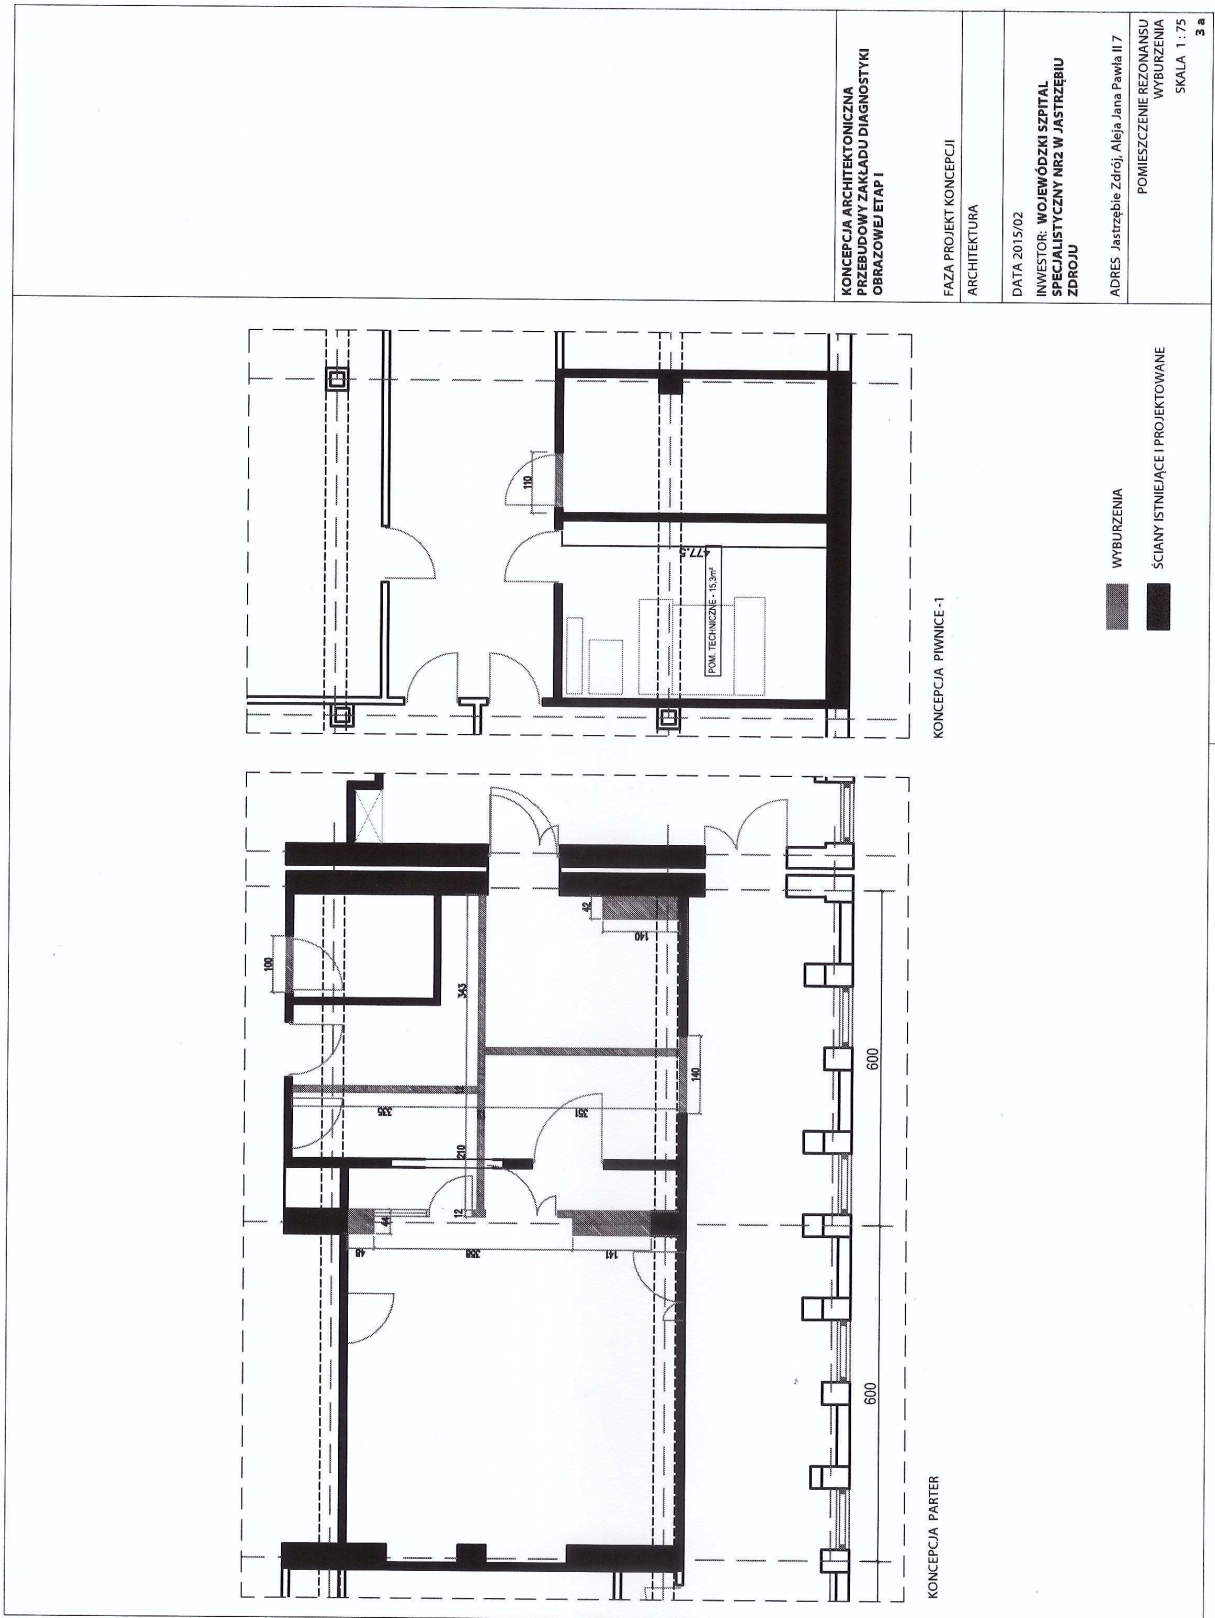 KONCEPCJA ARCHITEKTONICZNA
PRZEBUDOWY ZAKŁADU DIAGNOSTYKI
OBRAZOWEJ ETAP I
FAZA PROJEKT KONCEPCJI
ARCHITEKTURA
DATA 2015/02
INWESTOR: WOJEWÓDZKI SZPITAL
SPECJALISTYCZNY NR2 W JASTRZĘBIU
ZDROJU
ADRES Jastrzębie Zdrój, Aleja Jana Pawła II 7
POMIESZCZENIE REZONANSU
WYBURZENIA
SKALA 1 : 75
3 a
110
477.5
POM. TECHNICZNE - 15,3m²
KONCEPCJA PIWNICE -1
WYBURZENIA
ŚCIANY ISTNIEJĄCE I PROJEKTOWANE
100
343
42
140
335
12
351
140
210
12
44
48
358
141
600
600
KONCEPCJA PARTER